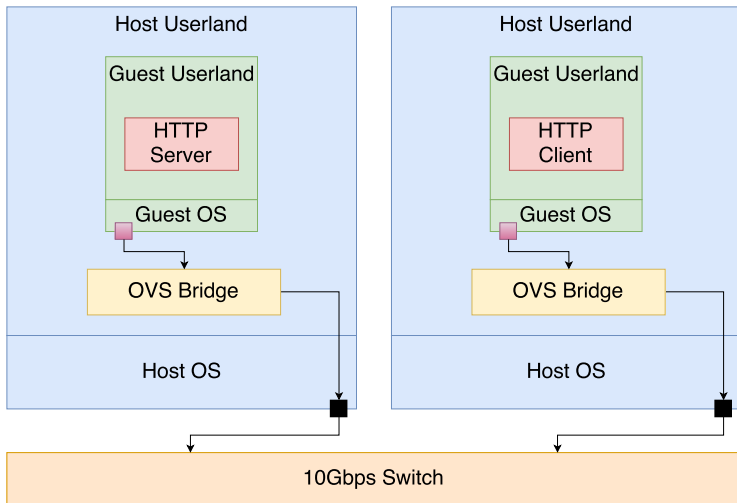 Host Userland
Guest Userland
HTTP
Server
Guest OS
OVS Bridge
Host OS
Host Userland
Guest Userland
HTTP
Client
Guest OS
OVS Bridge
Host OS
10Gbps Switch